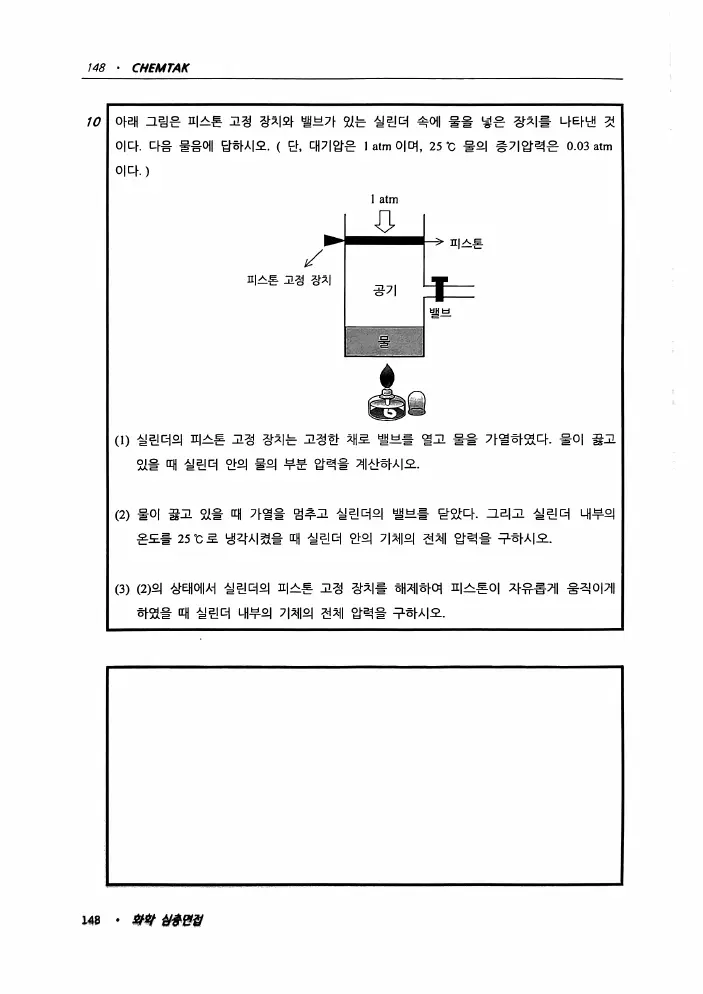 148 • CHEMTAK
10 아래 그림은 피스톤 고정 장치와 밸브가 있는 실린더 속에 물을 넣은 장치를 나타낸 것
이다. 다음 물음에 답하시오. ( 단, 대기압은 1 atm 이며, 25 ℃ 물의 증기압력은 0.03 atm
이다. )
1 atm
피스톤
피스톤 고정 장치
공기
밸브
물
(1) 실린더의 피스톤 고정 장치는 고정한 채로 밸브를 열고 물을 가열하였다. 물이 끓고
있을 때 실린더 안의 물의 부분 압력을 계산하시오.
(2) 물이 끓고 있을 때 가열을 멈추고 실린더의 밸브를 닫았다. 그리고 실린더 내부의
온도를 25 ℃ 로 냉각시켰을 때 실린더 안의 기체의 전체 압력을 구하시오.
(3) (2)의 상태에서 실린더의 피스톤 고정 장치를 해제하여 피스톤이 자유롭게 움직이게
하였을 때 실린더 내부의 기체의 전체 압력을 구하시오.
148 • 화학 심층면접